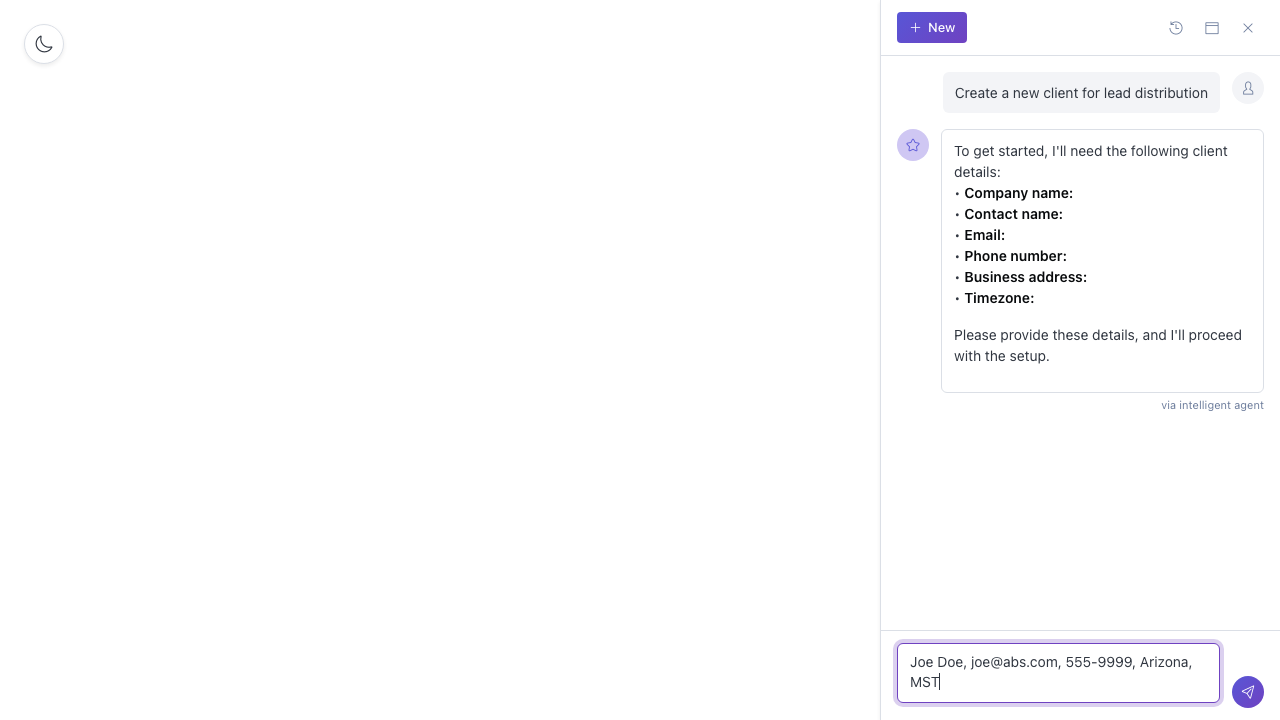 New
Create a new client for lead distribution
To get started, I'll need the following client
details:
• Company name:
• Contact name:
• Email:
• Phone number:
• Business address:
• Timezone:
Please provide these details, and I'll proceed
with the setup.
via intelligent agent
Joe Doe, joe@abs.com, 555-9999, Arizona,
MST